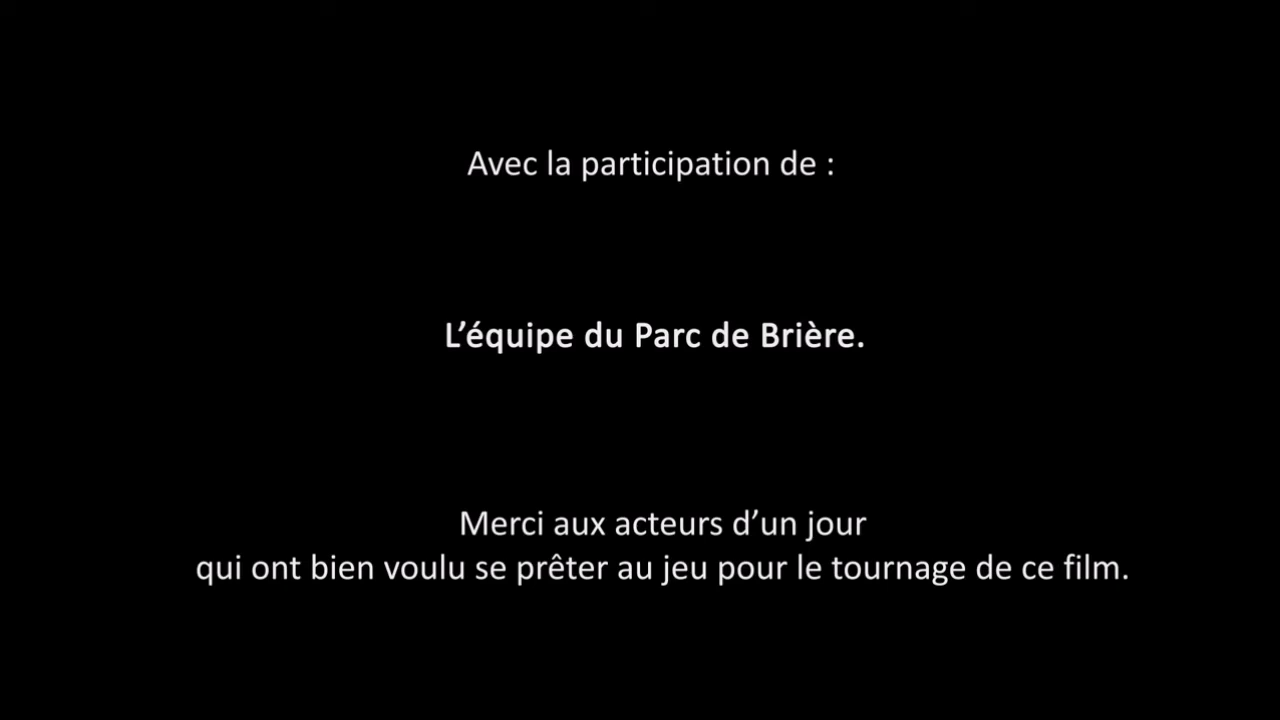 Avec la participation de :
L’équipe du Parc de Brière.
Merci aux acteurs d’un jour
qui ont bien voulu se prêter au jeu pour le tournage de ce film.